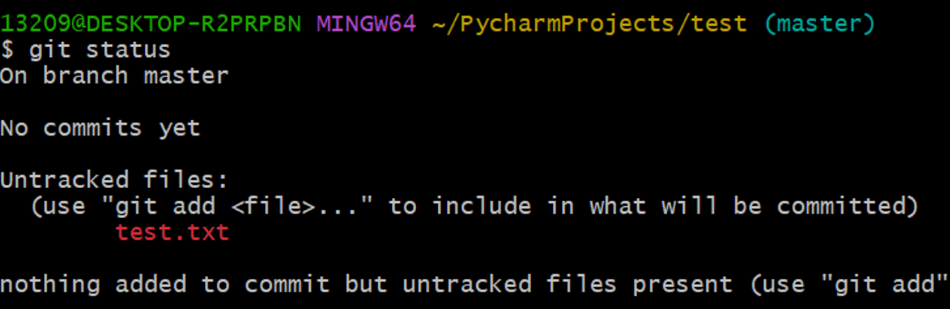 13209@DESKTOP-R2PRPBN MINGW64 ~/PycharmProjects/test (master)
$ git status
On branch master
No commits yet
Untracked files:
(use "git add <file>..." to include in what will be committed)
test.txt
nothing added to commit but untracked files present (use "git add"